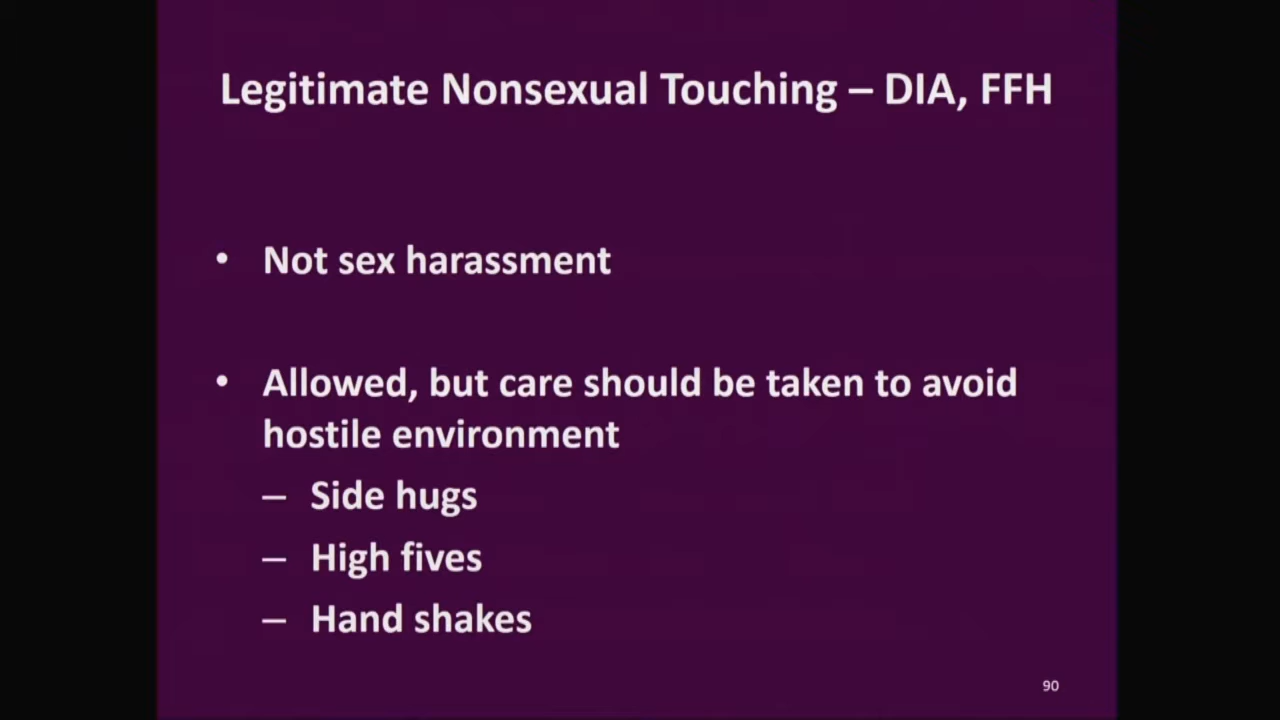 Legitimate Nonsexual Touching – DIA, FFH
• Not sex harassment
• Allowed, but care should be taken to avoid
hostile environment
– Side hugs
– High fives
– Hand shakes
90